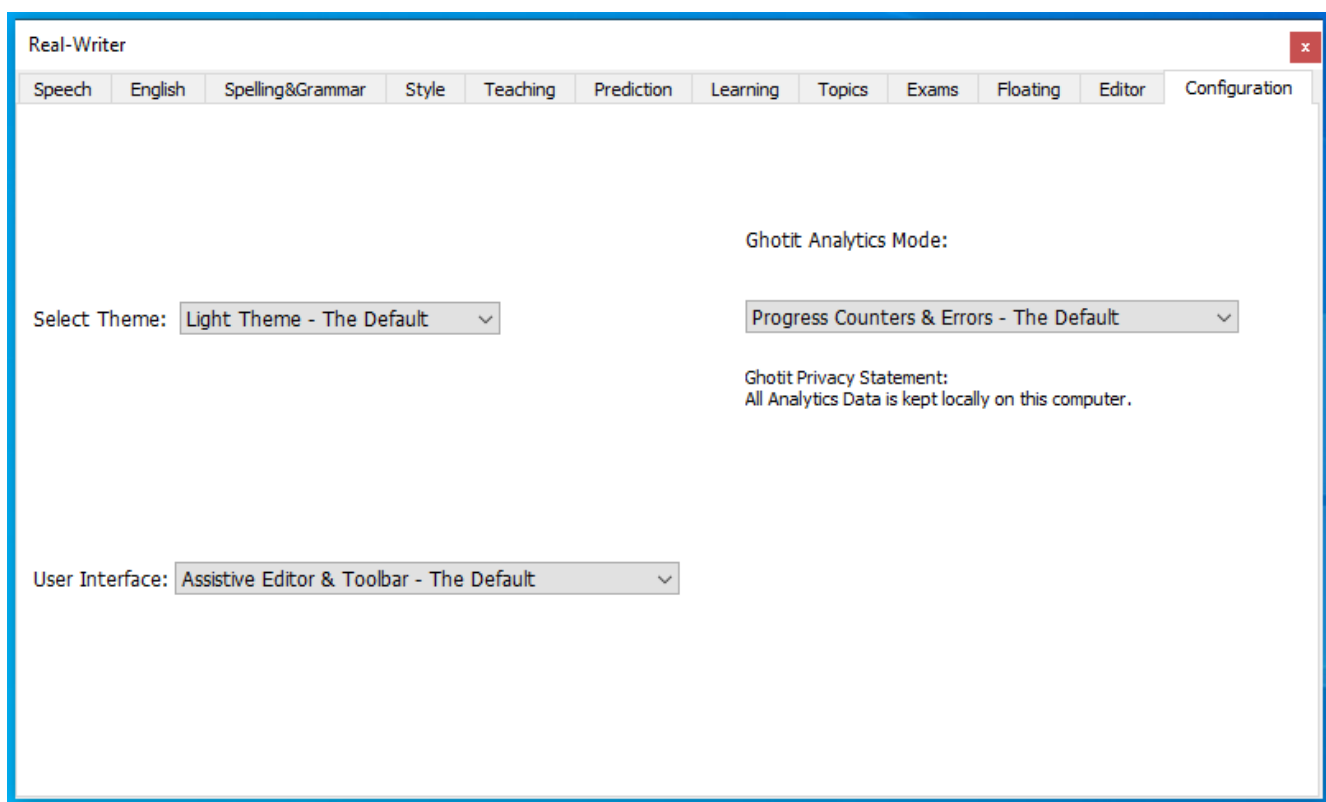 Real-Writer
x
Speech English Spelling&Grammar Style Teaching Prediction Learning Topics Exams Floating Editor Configuration
Ghotit Analytics Mode:
Select Theme: Light Theme - The Default
Progress Counters & Errors - The Default
Ghotit Privacy Statement:
All Analytics Data is kept locally on this computer.
User Interface: Assistive Editor & Toolbar - The Default